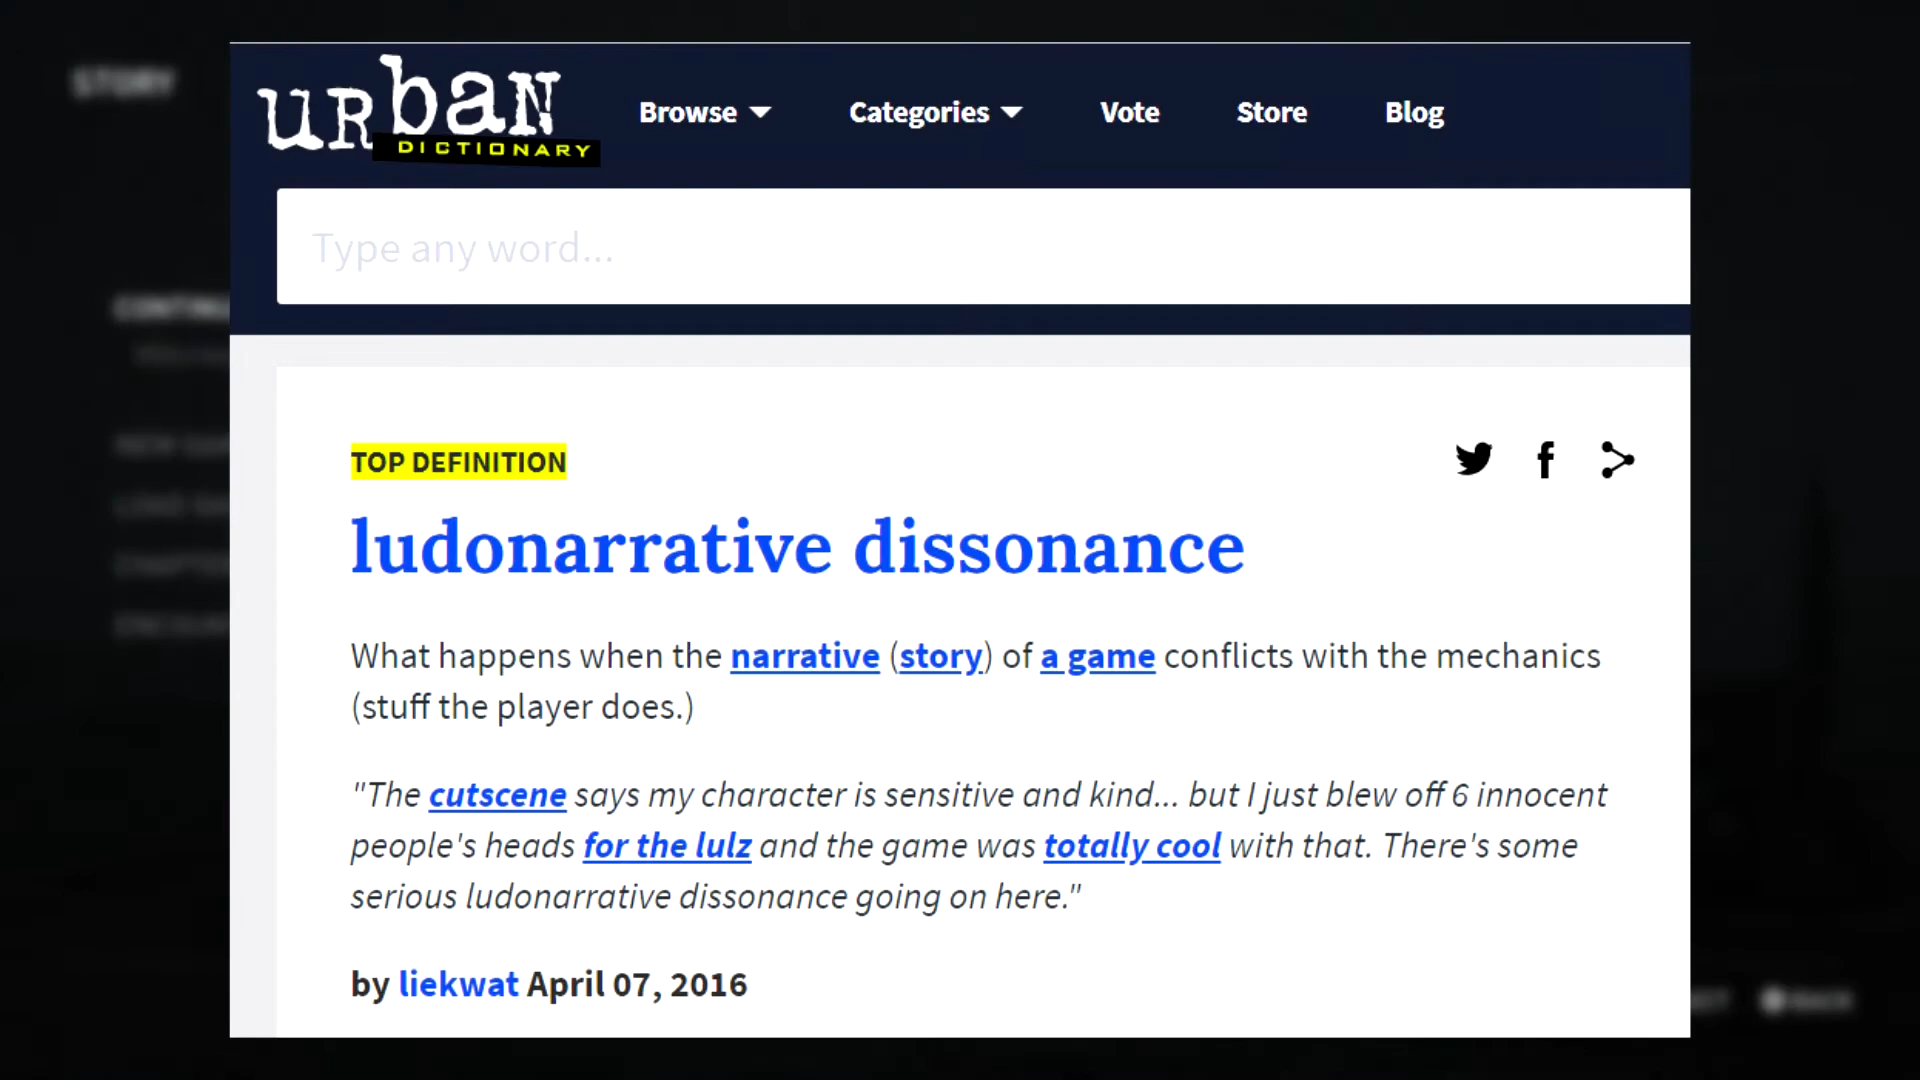 STORY
urban
DICTIONARY
Browse
Categories
Vote
Store
Blog
Type any word...
TOP DEFINITION
ludonarrative dissonance
What happens when the narrative (story) of a game conflicts with the mechanics
(stuff the player does.)
"The cutscene says my character is sensitive and kind... but I just blew off 6 innocent
people's heads for the lulz and the game was totally cool with that. There's some
serious ludonarrative dissonance going on here."
by liekwat April 07, 2016
BACK